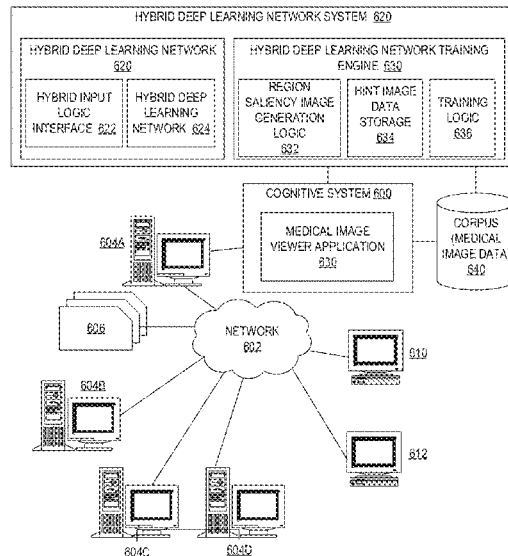 HYBRID DEEP LEARNING NETWORK SYSTEM 620
HYBRID DEEP LEARNING NETWORK
620
HYBRID INPUT
LOGIC
INTERFACE 622
HYBRID DEEP
LEARNING
NETWORK 624
HYBRID DEEP LEARNING NETWORK TRAINING
ENGINE 630
REGION
SALIENCY IMAGE
GENERATION
LOGIC
632
HINT IMAGE
DATA
STORAGE
634
TRAINING
LOGIC
636
COGNITIVE SYSTEM 600
MEDICAL IMAGE
VIEWER APPLICATION
630
CORPUS
(MEDICAL
IMAGE DATA)
640
604A
606
NETWORK
602
610
604B
612
604C
604D